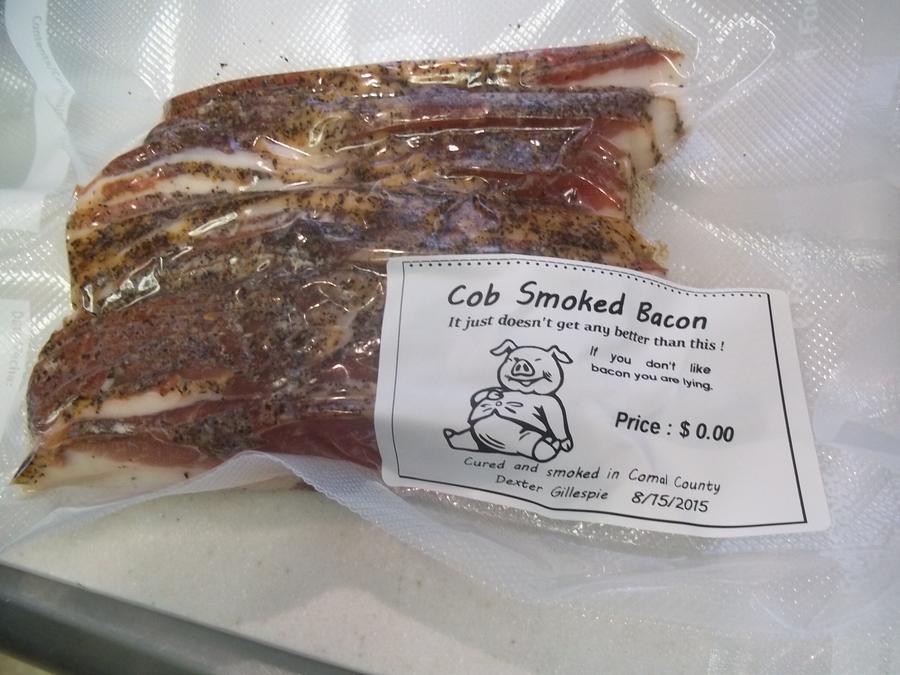 Cob Smoked Bacon
It just doesn't get any better than this !
If you don't like
bacon you are lying.
Price : $ 0.00
Cured and smoked in Comal County
Dexter Gillespie 8/15/2015